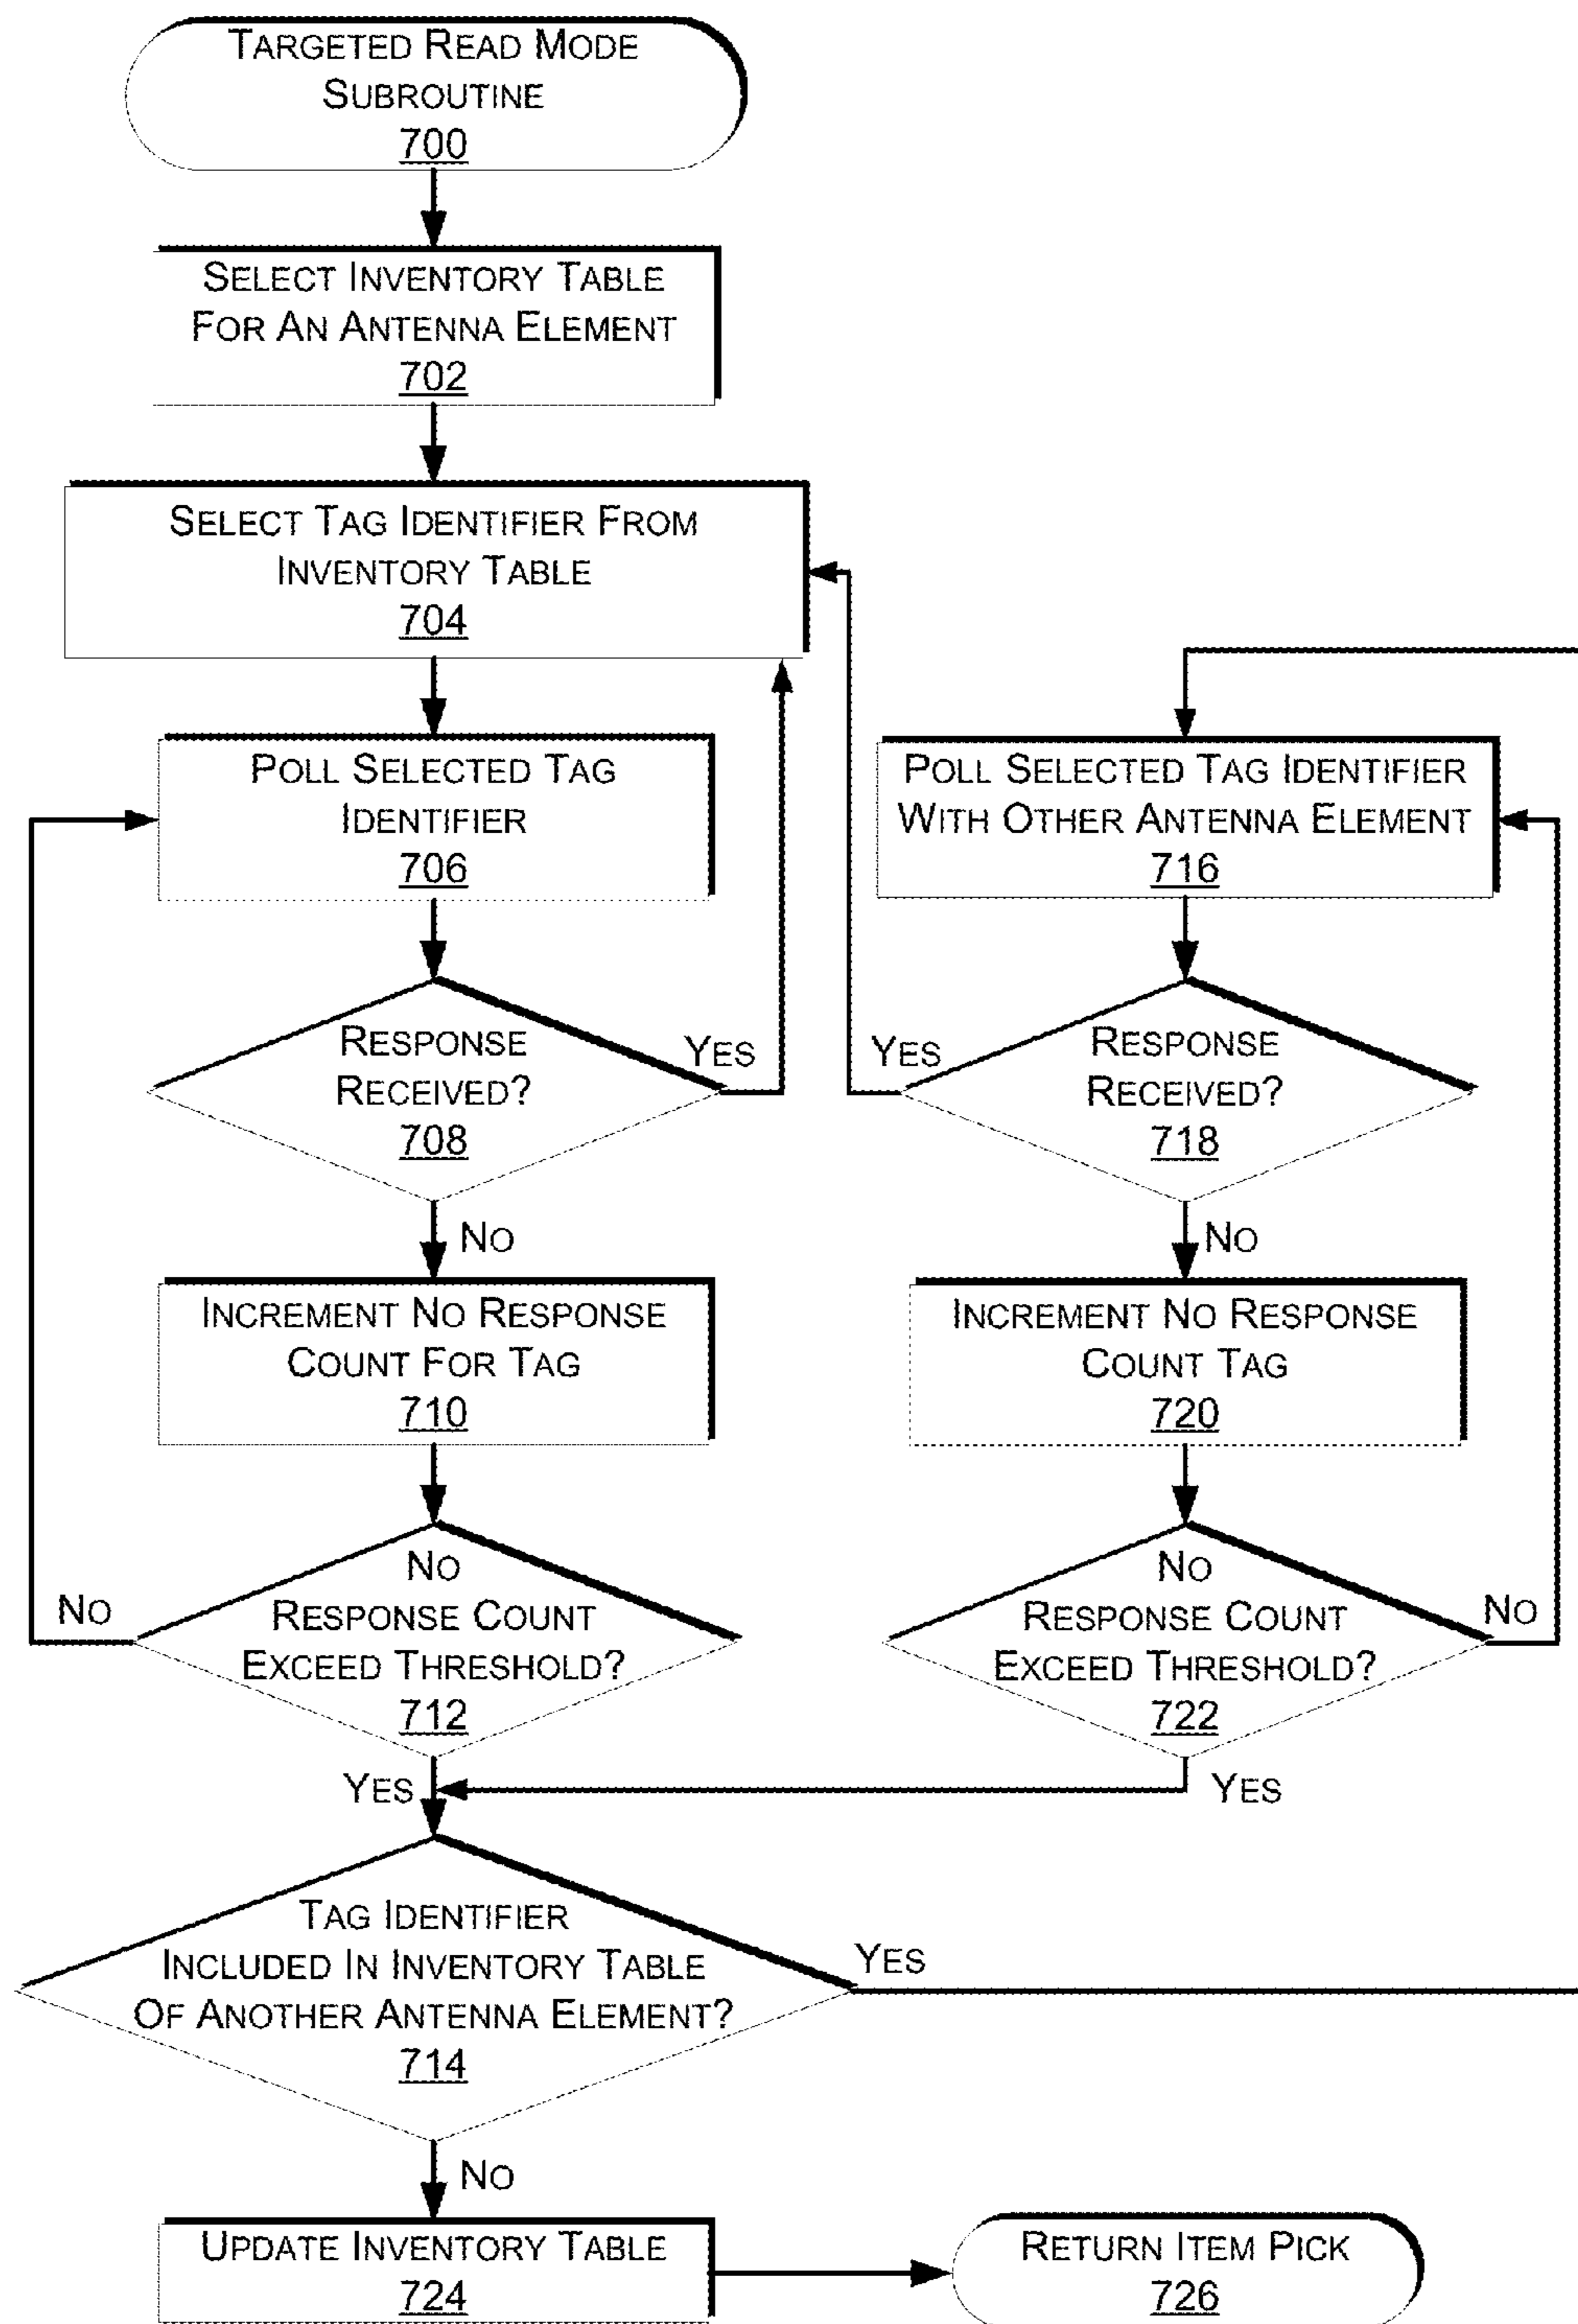 TARGETED READ MODE
SUBROUTINE
700
SELECT INVENTORY TABLE
FOR AN ANTENNA ELEMENT
702
SELECT TAG IDENTIFIER FROM
INVENTORY TABLE
704
POLL SELECTED TAG
IDENTIFIER
706
RESPONSE
RECEIVED?
708
YES
NO
INCREMENT NO RESPONSE
COUNT FOR TAG
710
NO
RESPONSE COUNT
EXCEED THRESHOLD?
712
NO
YES
POLL SELECTED TAG IDENTIFIER
WITH OTHER ANTENNA ELEMENT
716
RESPONSE
RECEIVED?
718
YES
NO
INCREMENT NO RESPONSE
COUNT TAG
720
NO
RESPONSE COUNT
EXCEED THRESHOLD?
722
NO
YES
TAG IDENTIFIER
INCLUDED IN INVENTORY TABLE
OF ANOTHER ANTENNA ELEMENT?
714
YES
NO
UPDATE INVENTORY TABLE
724
RETURN ITEM PICK
726